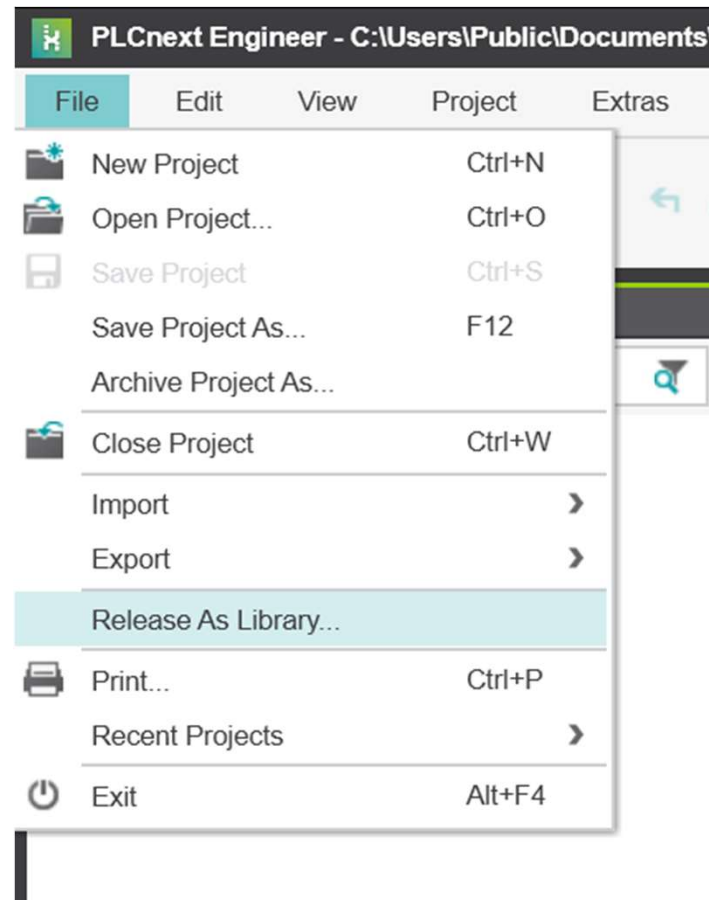 PLCnext Engineer - C:\Users\Public\Documents\
File Edit View Project Extras
New Project Ctrl+N
Open Project... Ctrl+O
Save Project Ctrl+S
Save Project As... F12
Archive Project As...
Close Project Ctrl+W
Import
Export
Release As Library...
Print... Ctrl+P
Recent Projects
Exit Alt+F4